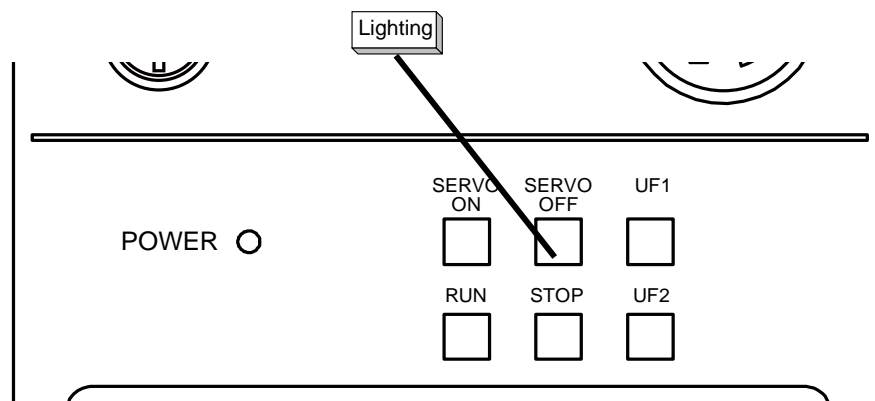 Lighting
SERVO SERVO UF1
ON OFF
POWER
RUN STOP UF2